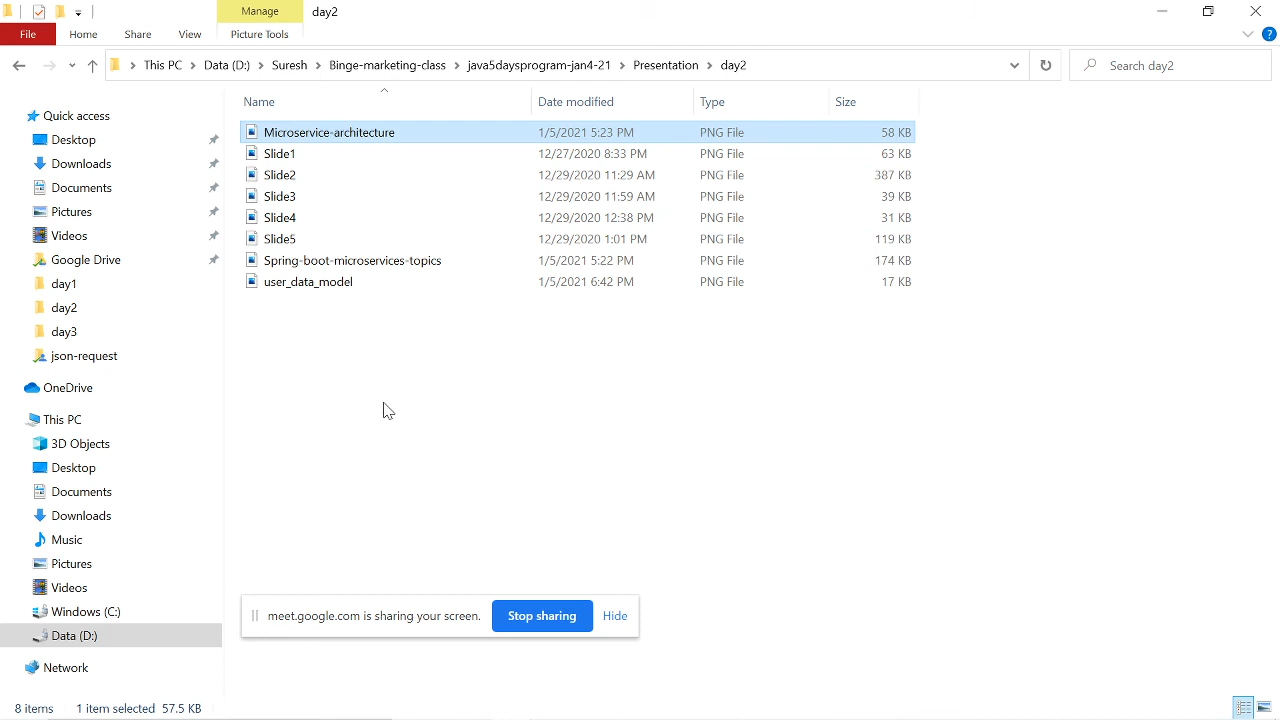 Manage
day2
File
Home
Share
View
Picture Tools
?
This PC > Data (D:) > Suresh > Binge-marketing-class > java5daysprogram-jan4-21 > Presentation > day2
Search day2
Name
Date modified
Type
Size
Microservice-architecture 1/5/2021 5:23 PM PNG File 58 KB
Slide1 12/27/2020 8:33 PM PNG File 63 KB
Slide2 12/29/2020 11:29 AM PNG File 387 KB
Slide3 12/29/2020 11:59 AM PNG File 39 KB
Slide4 12/29/2020 12:38 PM PNG File 31 KB
Slide5 12/29/2020 1:01 PM PNG File 119 KB
Spring-boot-microservices-topics 1/5/2021 5:22 PM PNG File 174 KB
user_data_model 1/5/2021 6:42 PM PNG File 17 KB
Quick access
Desktop
Downloads
Documents
Pictures
Videos
Google Drive
day1
day2
day3
json-request
OneDrive
This PC
3D Objects
Desktop
Documents
Downloads
Music
Pictures
Videos
Windows (C:)
Data (D:)
Network
meet.google.com is sharing your screen.
Stop sharing
Hide
8 items
1 item selected 57.5 KB